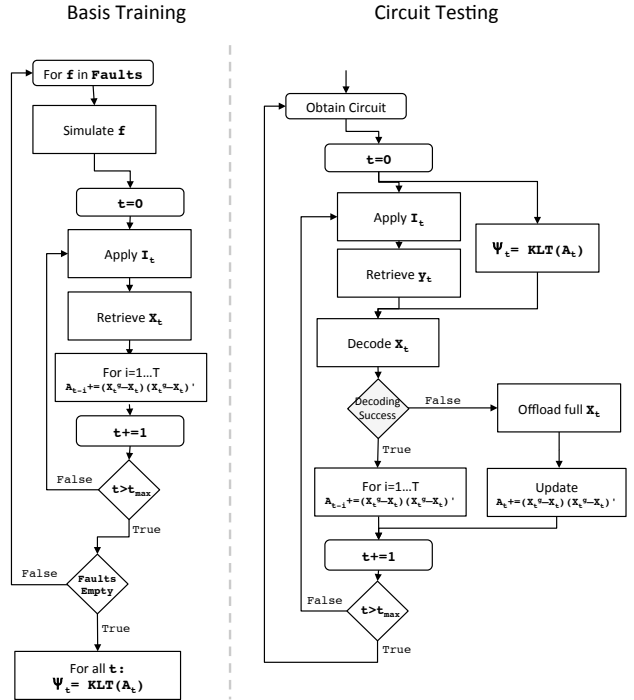 Basis Training
For f in Faults
Simulate f
t=0
Apply I_t
Retrieve X_t
For i=1...T
A_{t-i}+=(X_t^g—X_t)(X_t^g—X_t)'
t+=1
False
t>t_max
True
False
Faults
Empty
True
For all t:
Ψ_t= KLT(A_t)
Circuit Testing
Obtain Circuit
t=0
Apply I_t
Ψ_t= KLT(A_t)
Retrieve y_t
Decode X_t
Decoding
Success
False
Offload full X_t
True
For i=1...T
A_{t-i}+=(X_t^g—X_t)(X_t^g—X_t)'
Update
A_t+=(X_t^g—X_t)(X_t^g—X_t)'
t+=1
False
t>t_max
True